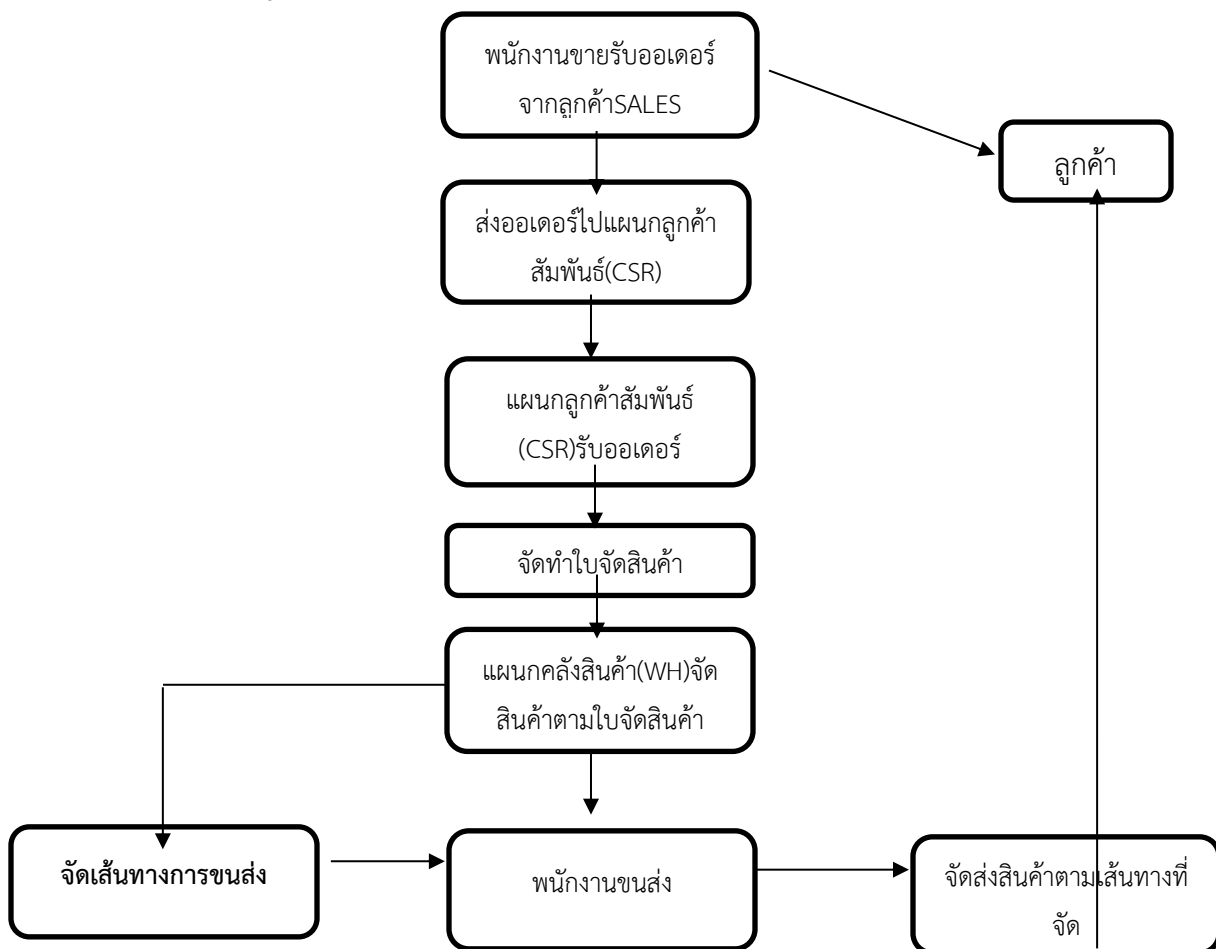 พนักงานขายรับออเดอร์
จากลูกค้าSALES
ลูกค้า
ส่งออเดอร์ไปแผนกลูกค้า
สัมพันธ์(CSR)
แผนกลูกค้าสัมพันธ์
(CSR)รับออเดอร์
จัดทำใบจัดสินค้า
แผนกคลังสินค้า(WH)จัด
สินค้าตามใบจัดสินค้า
จัดเส้นทางการขนส่ง
พนักงานขนส่ง
จัดส่งสินค้าตามเส้นทางที่
จัด